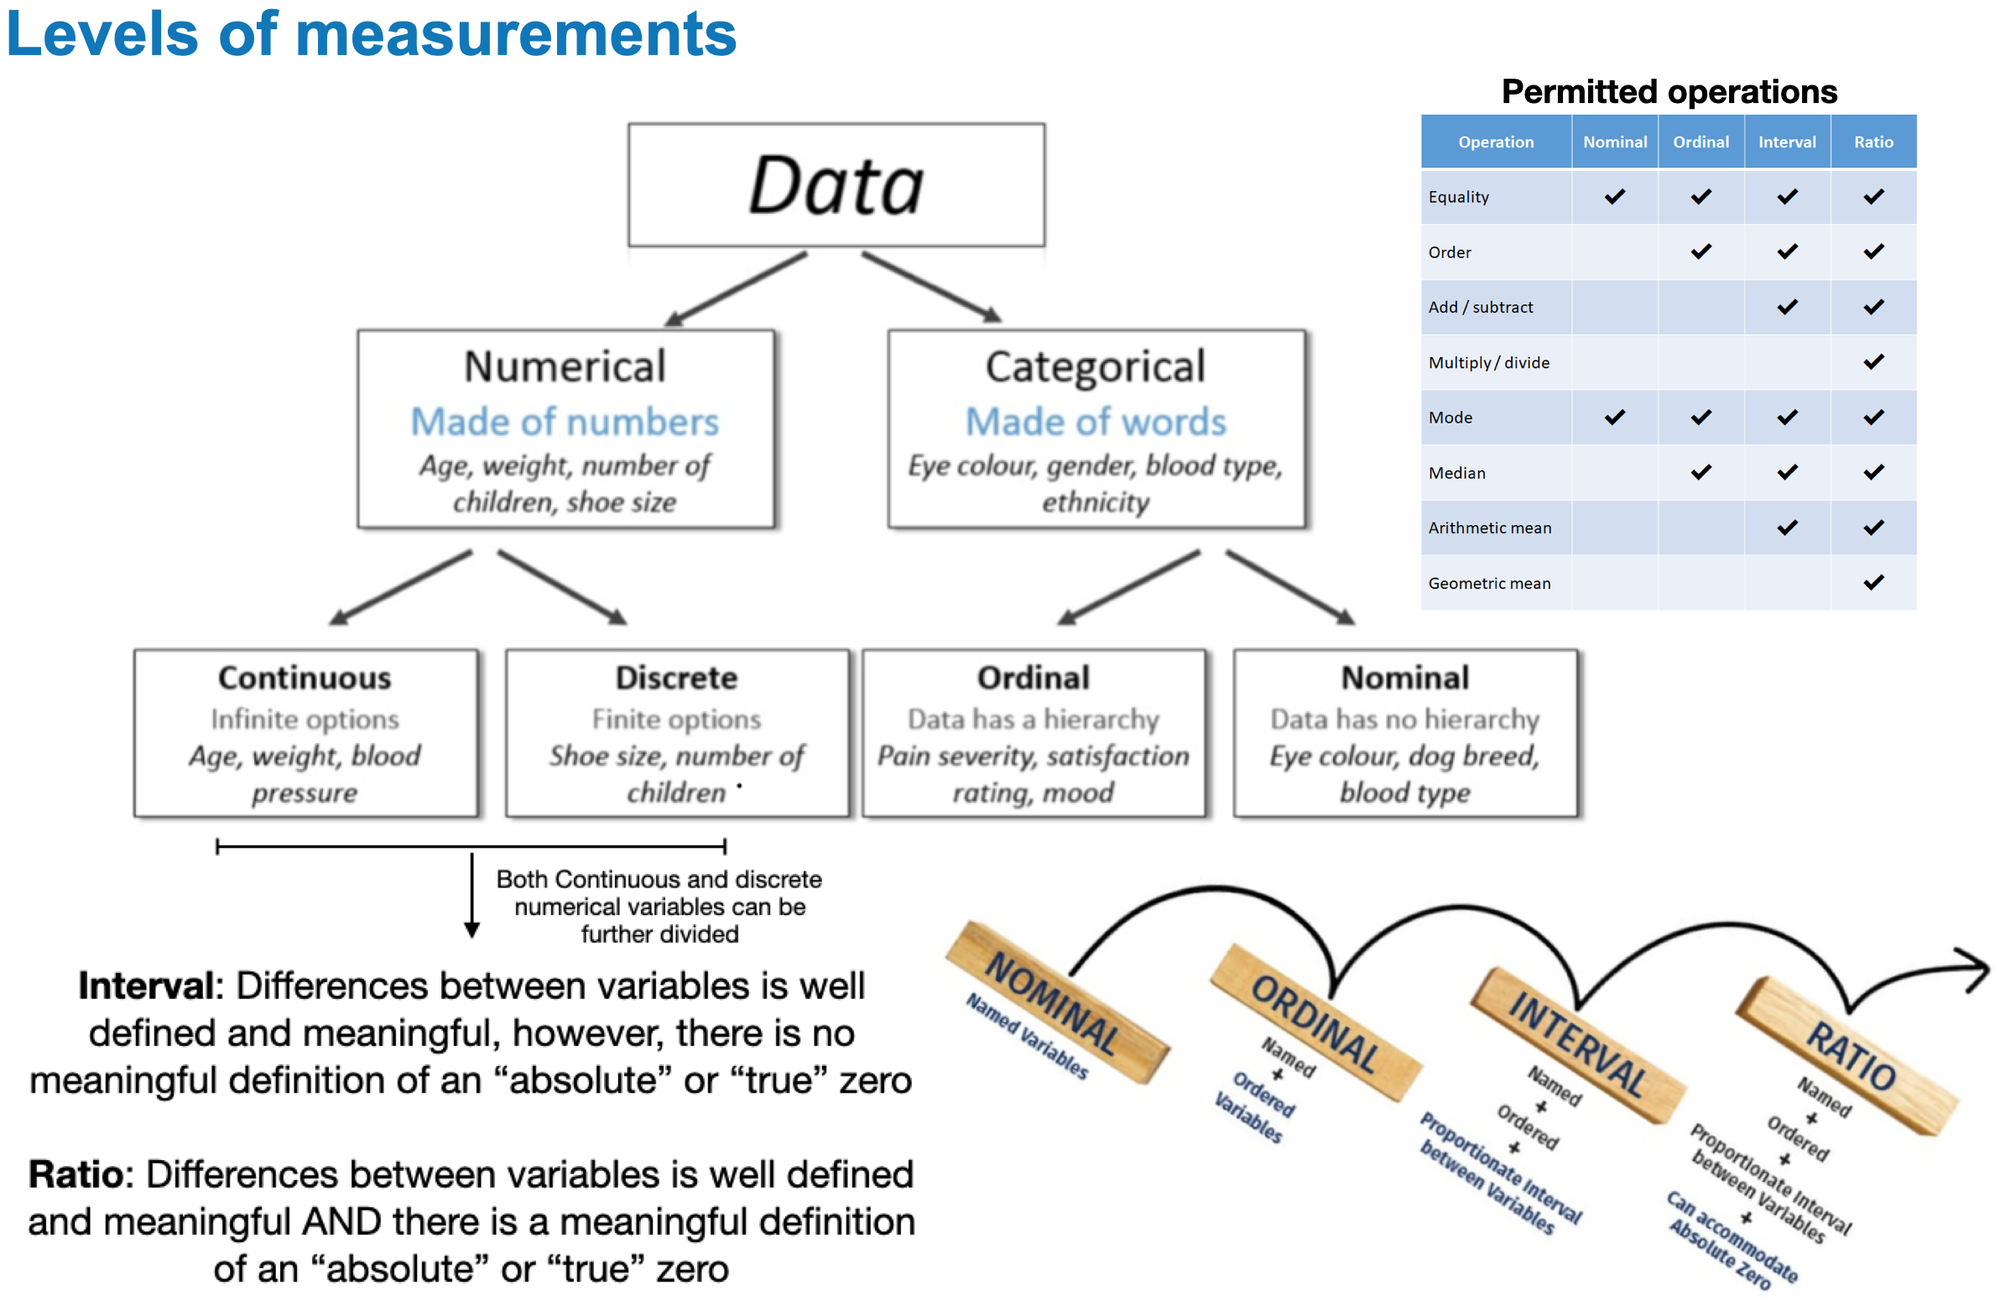 Levels of measurements
Permitted operations
Operation Nominal Ordinal Interval Ratio
Equality ✔ ✔ ✔ ✔
Order ✔ ✔ ✔
Add / subtract ✔ ✔
Multiply / divide ✔
Mode ✔ ✔ ✔ ✔
Median ✔ ✔ ✔
Arithmetic mean ✔ ✔
Geometric mean ✔
Data
Numerical
Made of numbers
Age, weight, number of
children, shoe size
Categorical
Made of words
Eye colour, gender, blood type,
ethnicity
Continuous
Infinite options
Age, weight, blood
pressure
Discrete
Finite options
Shoe size, number of
children
Ordinal
Data has a hierarchy
Pain severity, satisfaction
rating, mood
Nominal
Data has no hierarchy
Eye colour, dog breed,
blood type
Both Continuous and discrete
numerical variables can be
further divided
Interval: Differences between variables is well
defined and meaningful, however, there is no
meaningful definition of an “absolute” or “true” zero
Ratio: Differences between variables is well defined
and meaningful AND there is a meaningful definition
of an “absolute” or “true” zero
NOMINAL
Named Variables
ORDINAL
Named
+
Ordered
Variables
INTERVAL
Named
+
Ordered
+
Proportionate Interval
between Variables
RATIO
Named
+
Ordered
+
Proportionate Interval
between Variables
+
Can accommodate
Absolute Zero